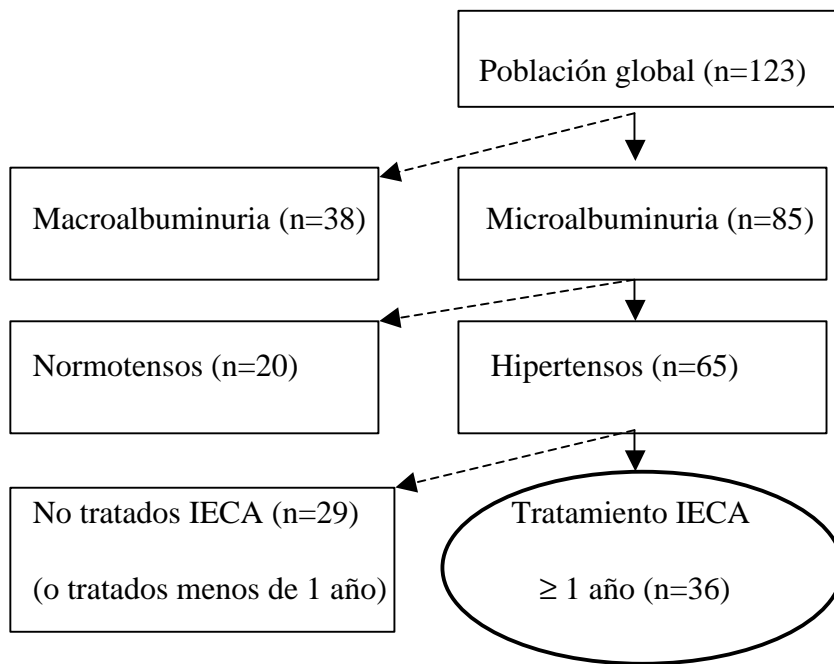 Población global (n=123)
Macroalbuminuria (n=38)
Microalbuminuria (n=85)
Normotensos (n=20)
Hipertensos (n=65)
No tratados IECA (n=29)
(o tratados menos de 1 año)
Tratamiento IECA
≥ 1 año (n=36)